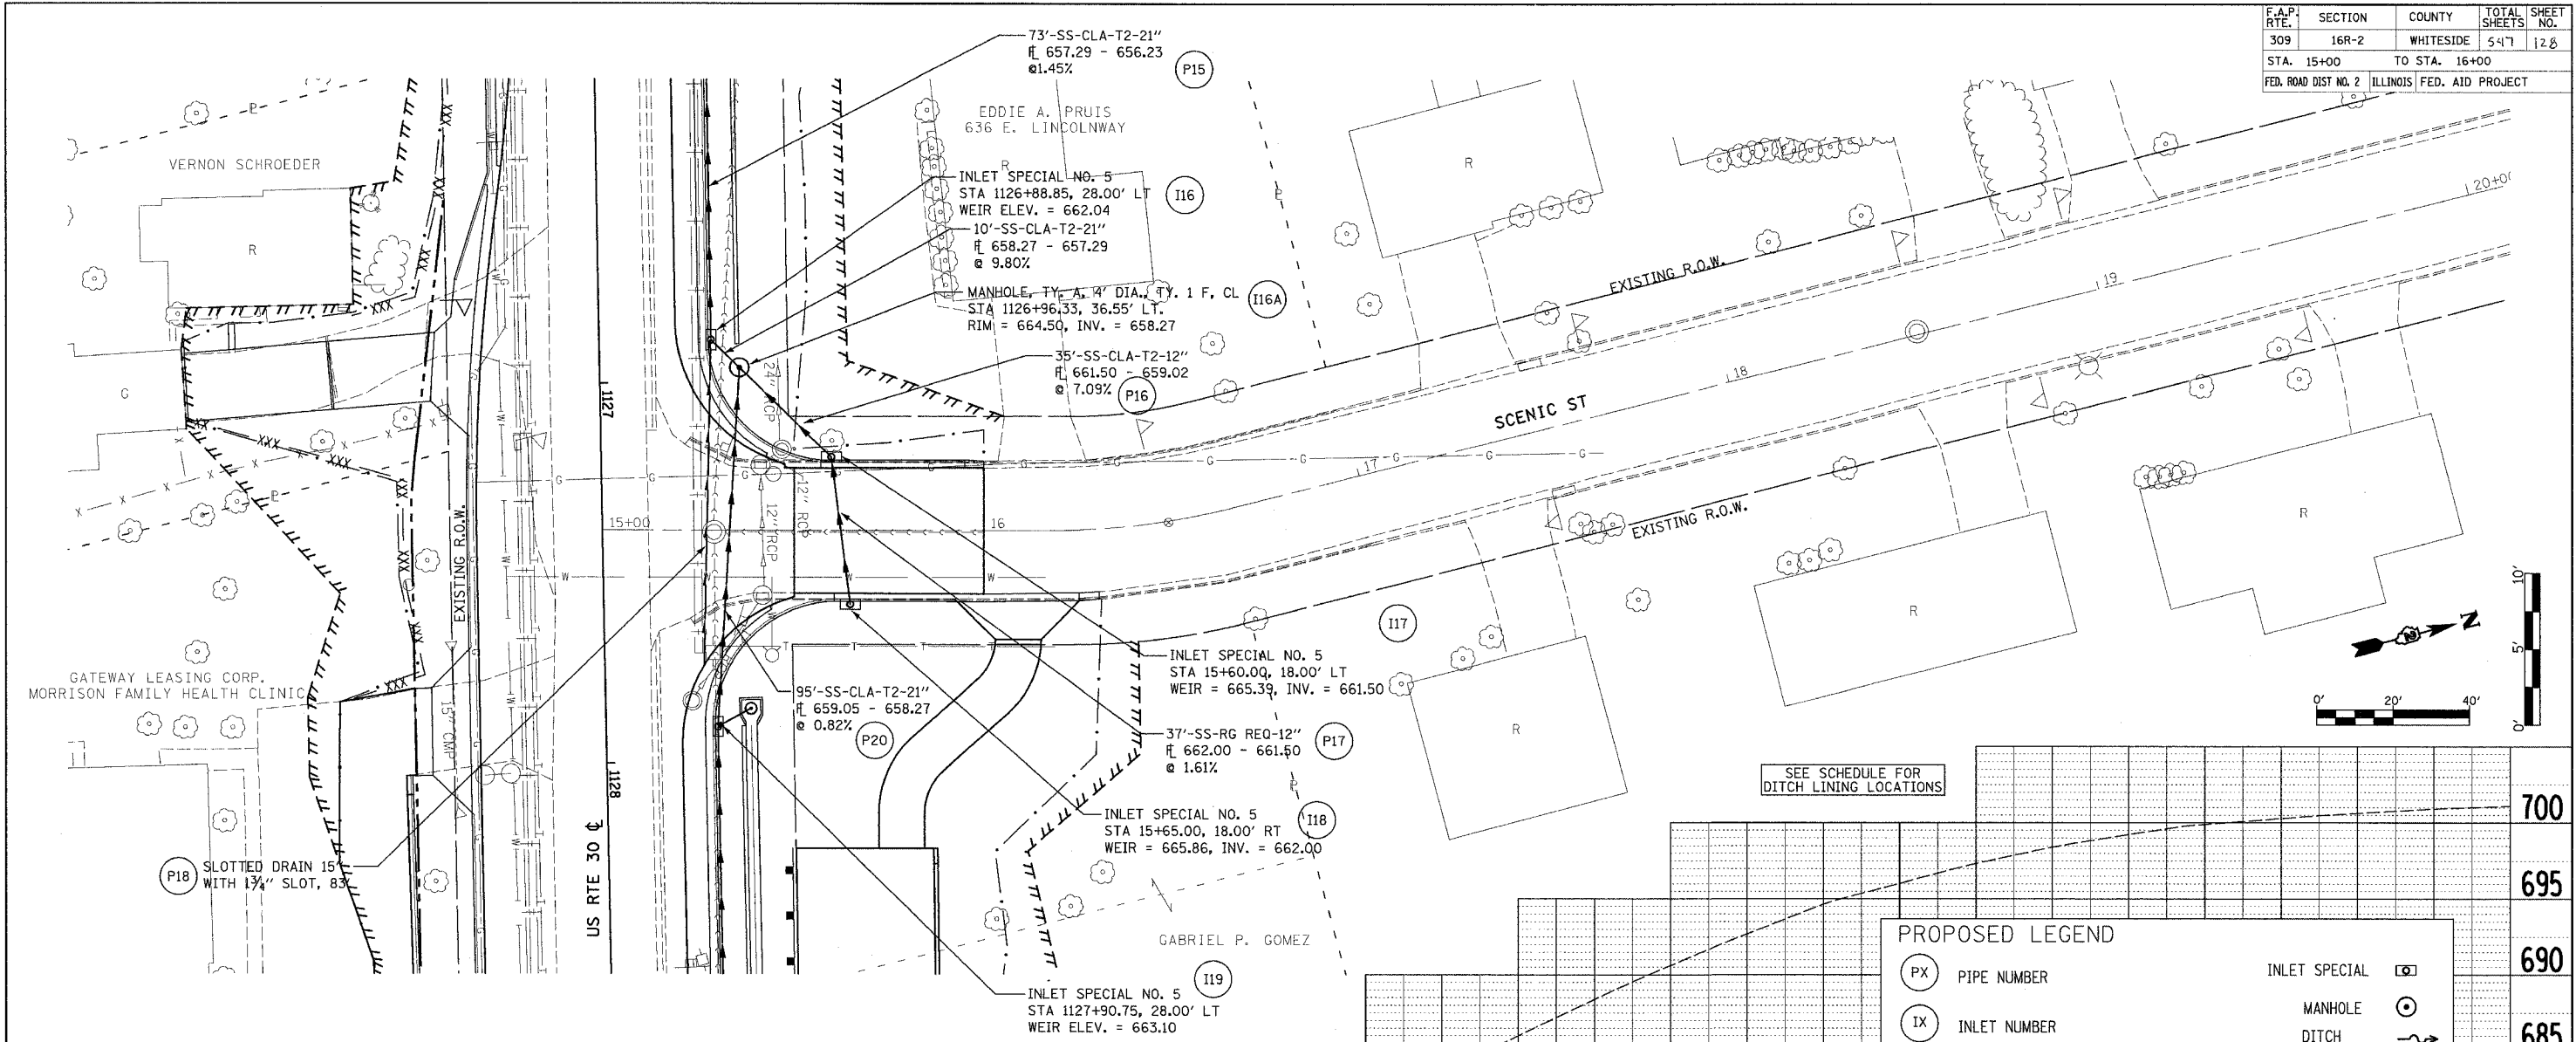 F.A.P. RTE. SECTION COUNTY TOTAL SHEETS SHEET NO.
309 16R-2 WHITESIDE 547 128
STA. 15+00 TO STA. 16+00
FED. ROAD DIST NO. 2 ILLINOIS FED. AID PROJECT
73'-SS-CLA-T2-21"
FL 657.29 - 656.23
@1.45%
P15
EDDIE A. PRUIS
636 E. LINCOLNWAY
R
VERNON SCHROEDER
R
INLET SPECIAL NO. 5
STA 1126+88.85, 28.00' LT
WEIR ELEV. = 662.04
I16
10'-SS-CLA-T2-21"
FL 658.27 - 657.29
@ 9.80%
MANHOLE, TY. A, 4' DIA., TY. 1 F, CL
STA 1126+96.33, 36.55' LT.
RIM = 664.50, INV. = 658.27
I16A
35'-SS-CLA-T2-12"
FL 661.50 - 659.02
@ 7.09%
P16
R
EXISTING R.O.W.
20+00
19
18
17
16
15+00
SCENIC ST
EXISTING R.O.W.
R
R
R
G
1127
1128
24" RCP
12" RCP
12" RCP
EXISTING R.O.W.
15" CMP
US RTE 30 ℄
GATEWAY LEASING CORP.
MORRISON FAMILY HEALTH CLINIC
P18
SLOTTED DRAIN 15"
WITH 1¾" SLOT, 83'
95'-SS-CLA-T2-21"
FL 659.05 - 658.27
@ 0.82%
P20
I17
INLET SPECIAL NO. 5
STA 15+60.00, 18.00' LT
WEIR = 665.39, INV. = 661.50
37'-SS-RG REQ-12"
FL 662.00 - 661.50
@ 1.61%
P17
INLET SPECIAL NO. 5
STA 15+65.00, 18.00' RT
WEIR = 665.86, INV. = 662.00
I18
GABRIEL P. GOMEZ
I19
INLET SPECIAL NO. 5
STA 1127+90.75, 28.00' LT
WEIR ELEV. = 663.10
N
0' 20' 40'
10'
5'
0'
SEE SCHEDULE FOR
DITCH LINING LOCATIONS
700
695
690
685
PROPOSED LEGEND
PX PIPE NUMBER
IX INLET NUMBER
INLET SPECIAL
MANHOLE
DITCH